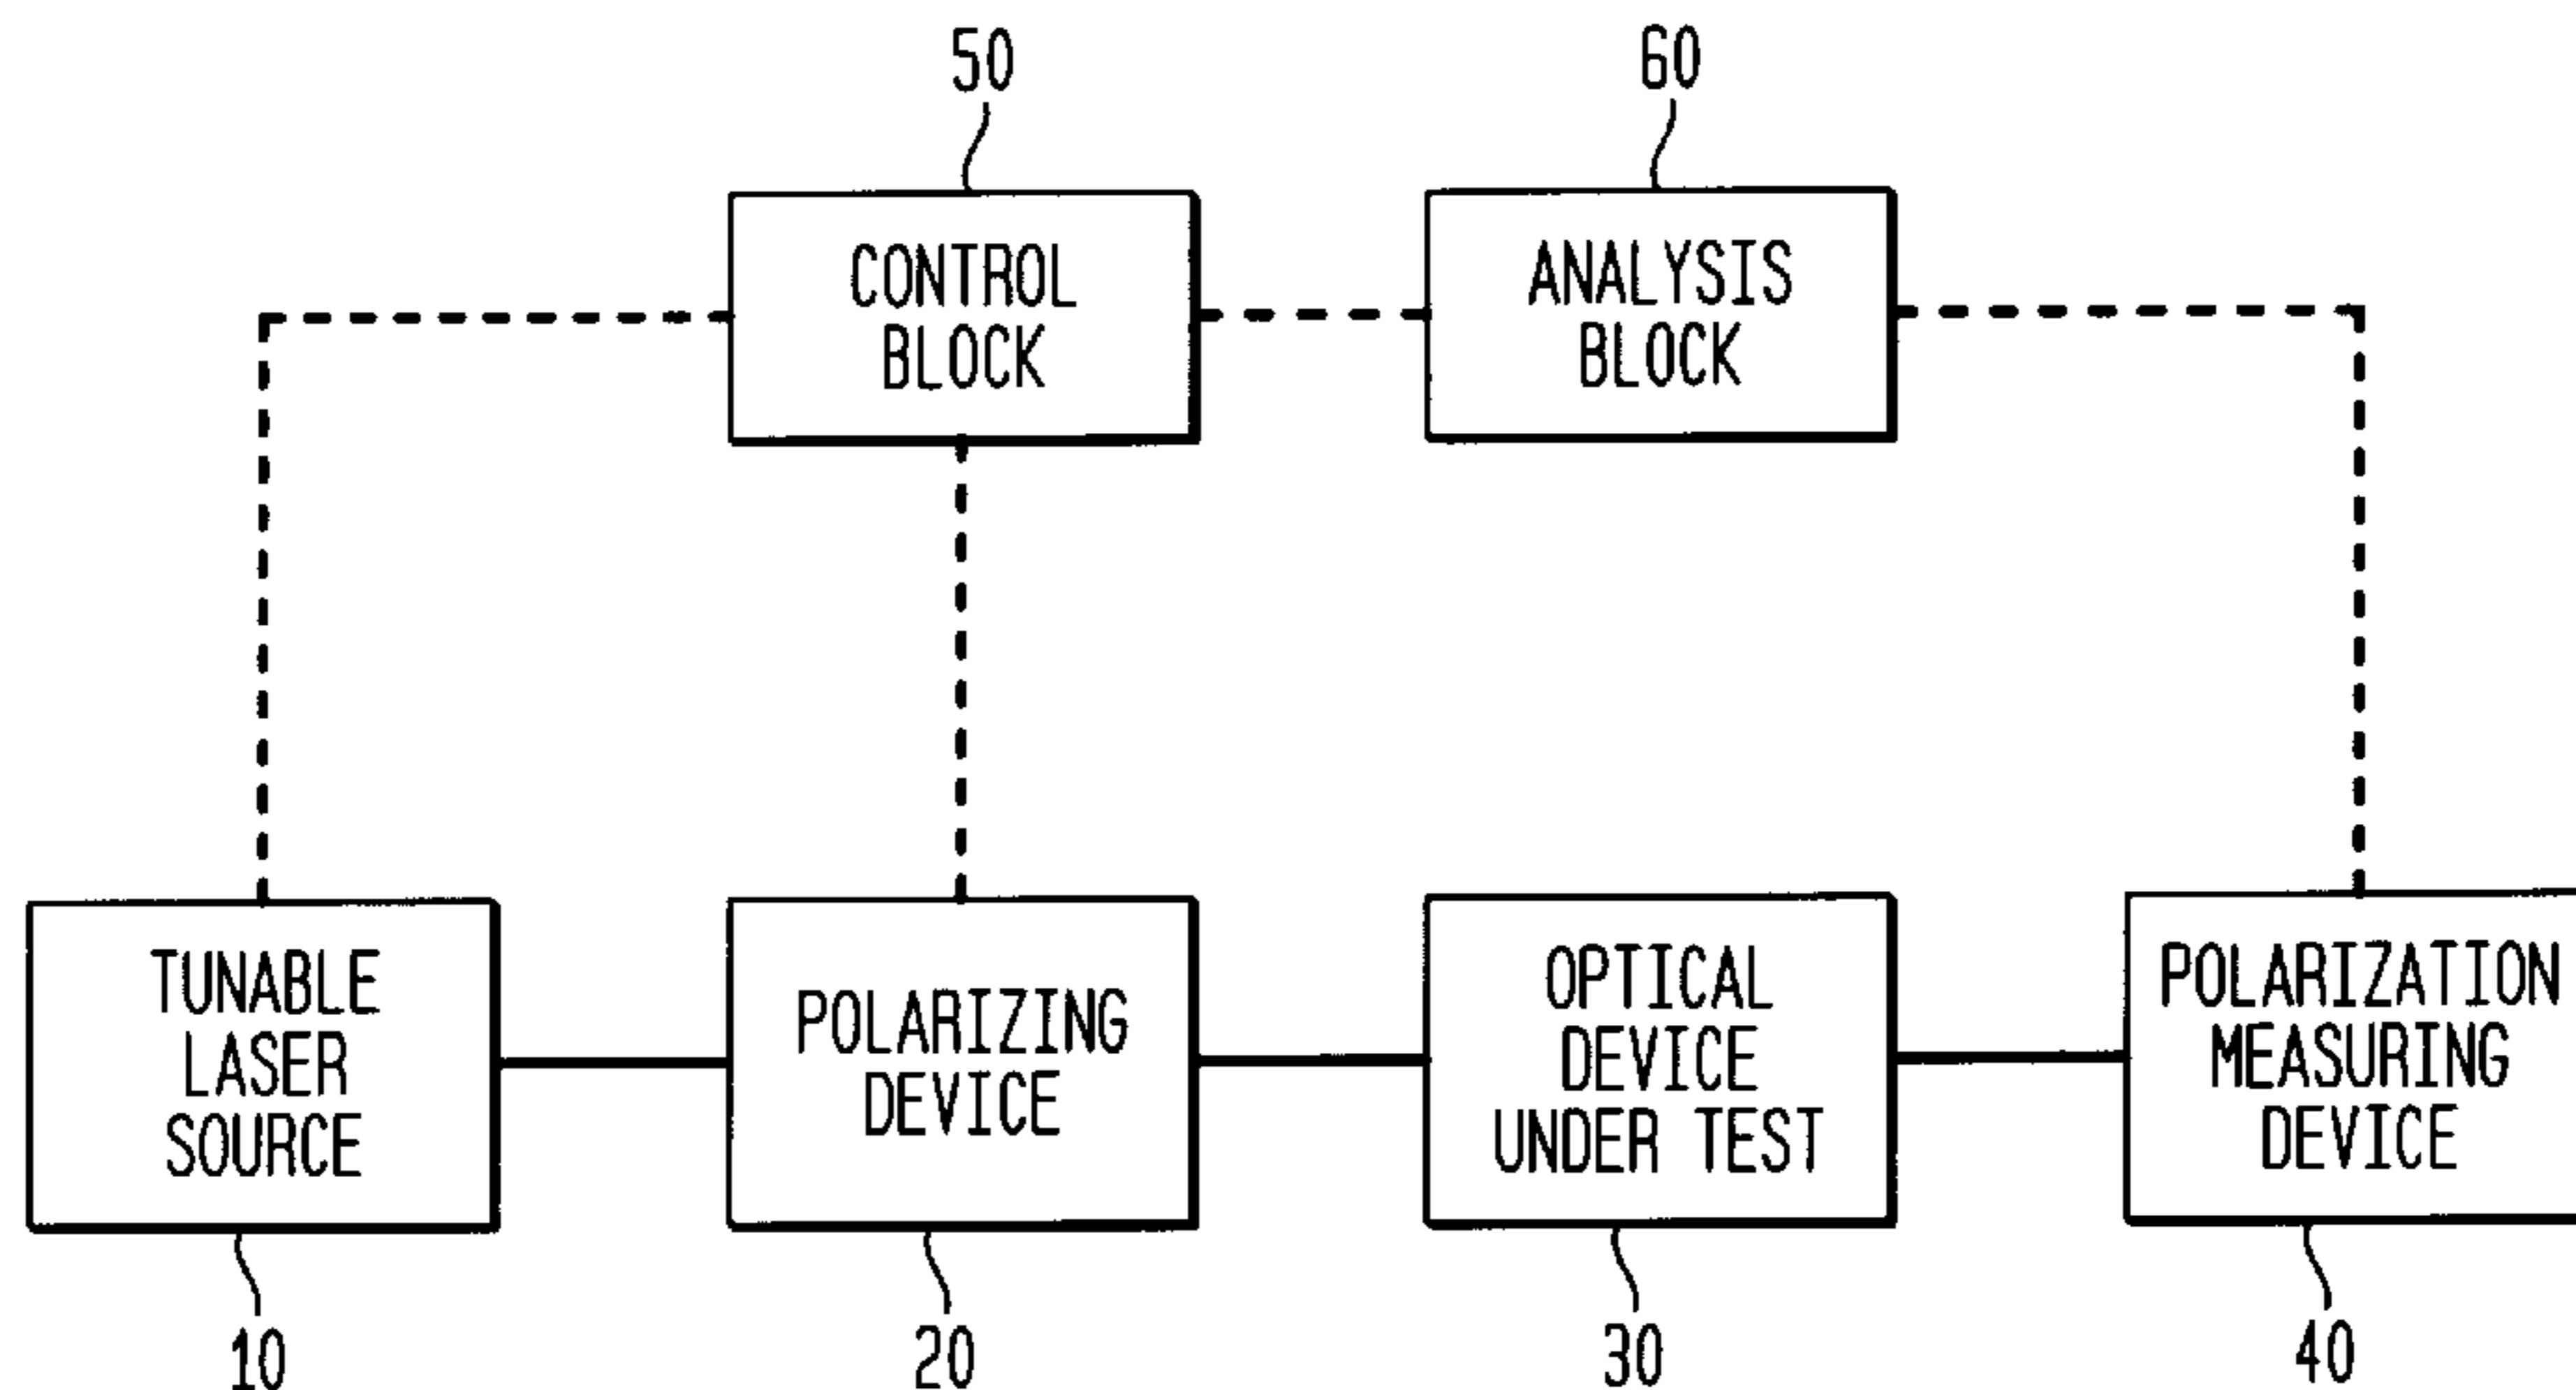 50
60
CONTROL
BLOCK
ANALYSIS
BLOCK
TUNABLE
LASER
SOURCE
POLARIZING
DEVICE
OPTICAL
DEVICE
UNDER TEST
POLARIZATION
MEASURING
DEVICE
10
20
30
40